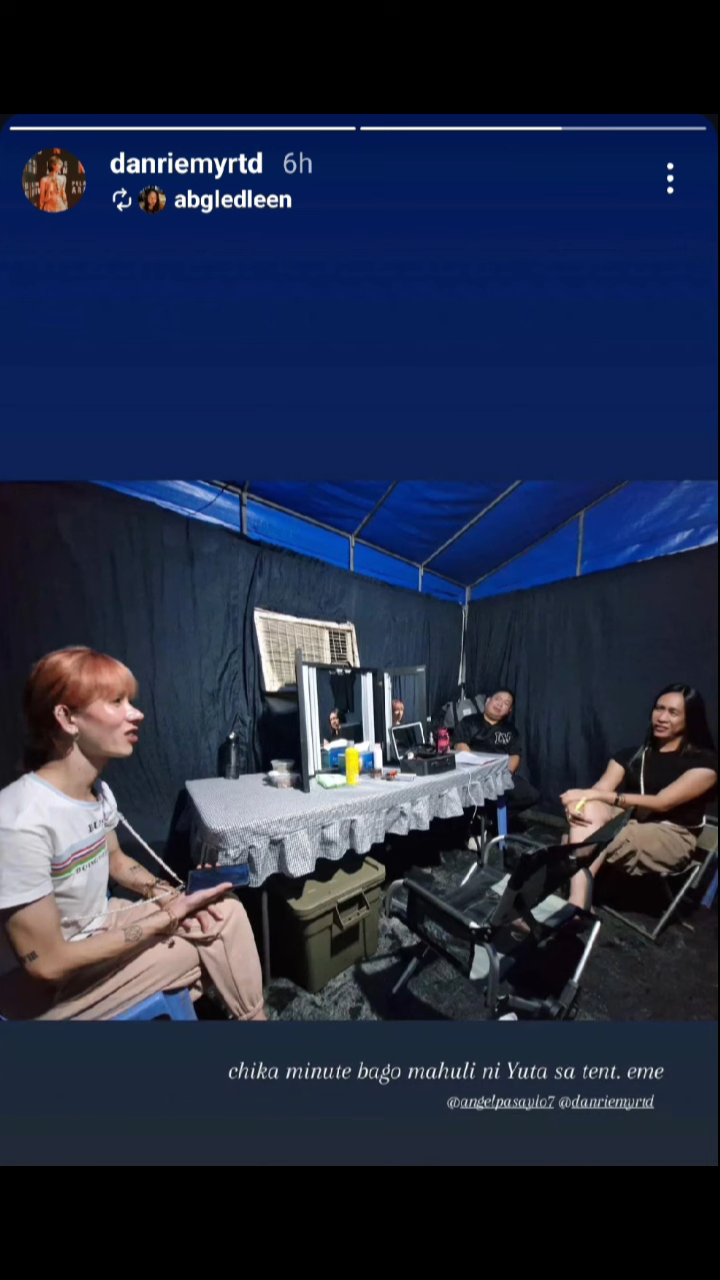 danriemyrtd 6h
abgledleen
chika minute bago mahuli ni Yuta sa tent. eme
@angelpasaylo7 @danriemyrtd